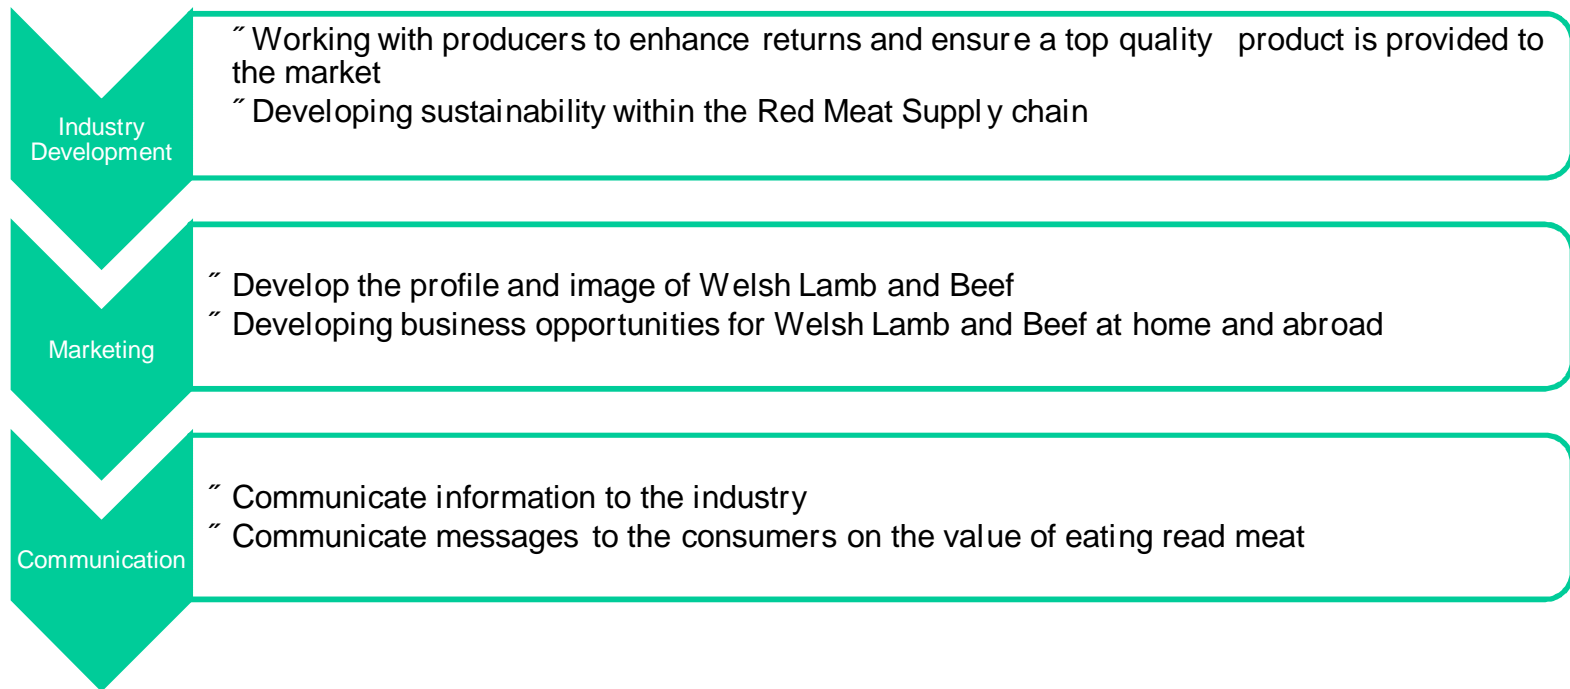 Industry
Development
˝ Working with producers to enhance returns and ensure a top quality product is provided to
the market
˝ Developing sustainability within the Red Meat Supply chain
Marketing
˝ Develop the profile and image of Welsh Lamb and Beef
˝ Developing business opportunities for Welsh Lamb and Beef at home and abroad
Communication
˝ Communicate information to the industry
˝ Communicate messages to the consumers on the value of eating read meat